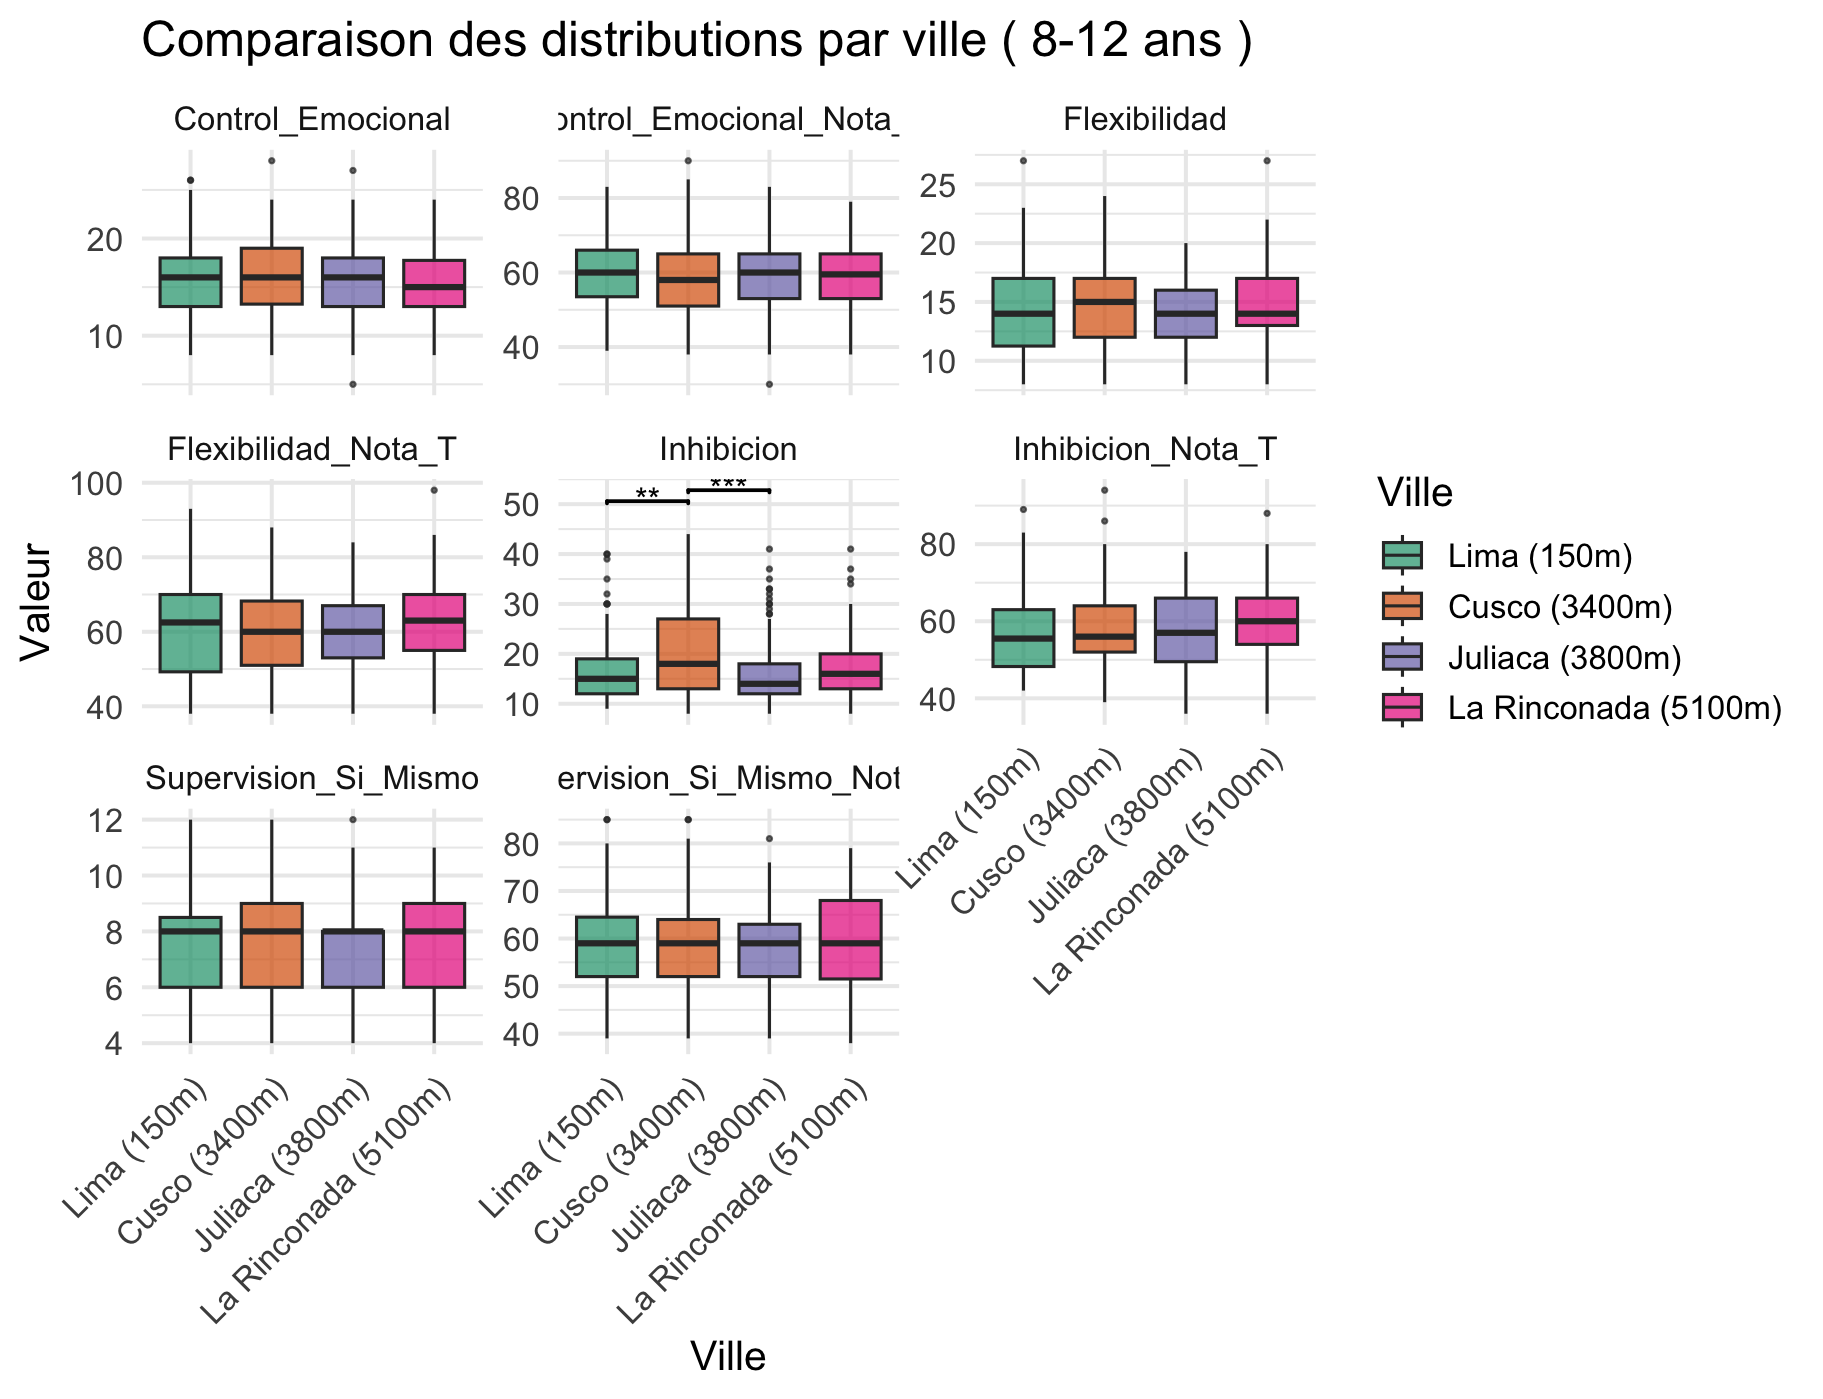 Comparaison des distributions par ville ( 8-12 ans )
Control_Emocional
ontrol_Emocional_Nota_
Flexibilidad
20
10
80
60
40
25
20
15
10
Flexibilidad_Nota_T
Inhibicion
Inhibicion_Nota_T
100
80
60
40
50
40
30
20
10
** ***
80
60
40
Supervision_Si_Mismo
ervision_Si_Mismo_Not
12
10
8
6
4
80
70
60
50
40
Lima (150m)
Cusco (3400m)
Juliaca (3800m)
La Rinconada (5100m)
Lima (150m)
Cusco (3400m)
Juliaca (3800m)
La Rinconada (5100m)
Lima (150m)
Cusco (3400m)
Juliaca (3800m)
La Rinconada (5100m)
Valeur
Ville
Ville
Lima (150m)
Cusco (3400m)
Juliaca (3800m)
La Rinconada (5100m)